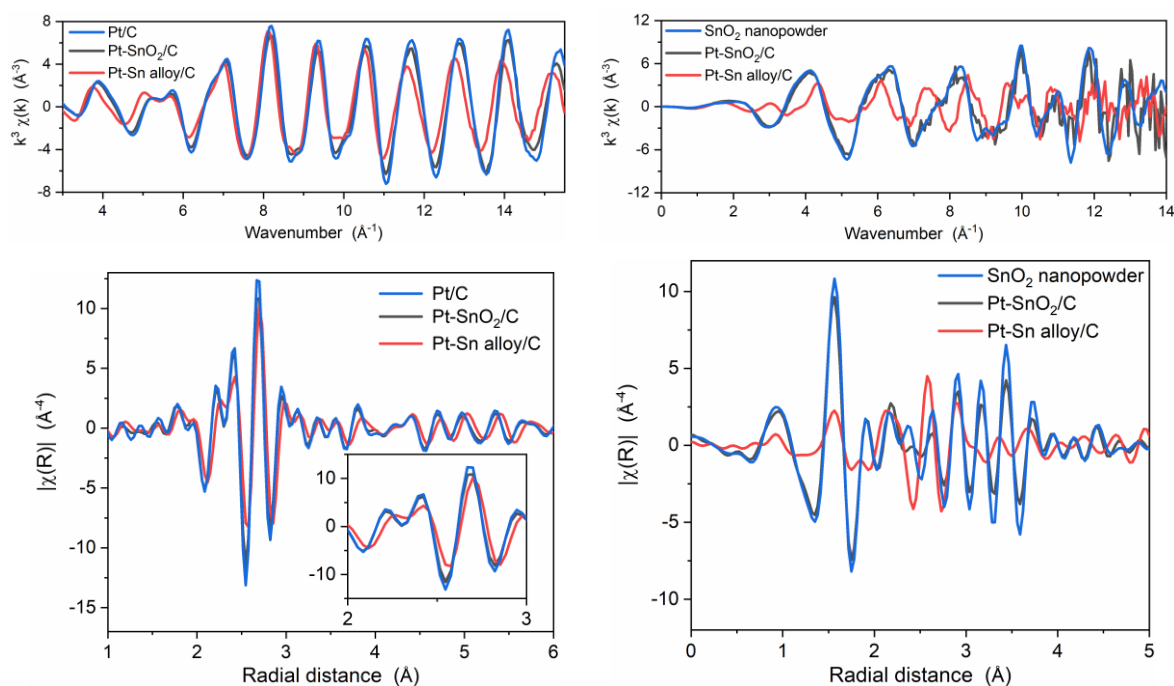 8
4
0
-4
-8
k³ χ(k) (Å⁻³)
Pt/C
Pt-SnO₂/C
Pt-Sn alloy/C
4 6 8 10 12 14
Wavenumber (Å⁻¹)
12
6
0
-6
-12
k³ χ(k) (Å⁻³)
SnO₂ nanopowder
Pt-SnO₂/C
Pt-Sn alloy/C
0 2 4 6 8 10 12 14
Wavenumber (Å⁻¹)
10
5
0
-5
-10
-15
|χ(R)| (Å⁻⁴)
Pt/C
Pt-SnO₂/C
Pt-Sn alloy/C
10
0
-10
2 3
1 2 3 4 5 6
Radial distance (Å)
10
5
0
-5
-10
|χ(R)| (Å⁻⁴)
SnO₂ nanopowder
Pt-SnO₂/C
Pt-Sn alloy/C
0 1 2 3 4 5
Radial distance (Å)